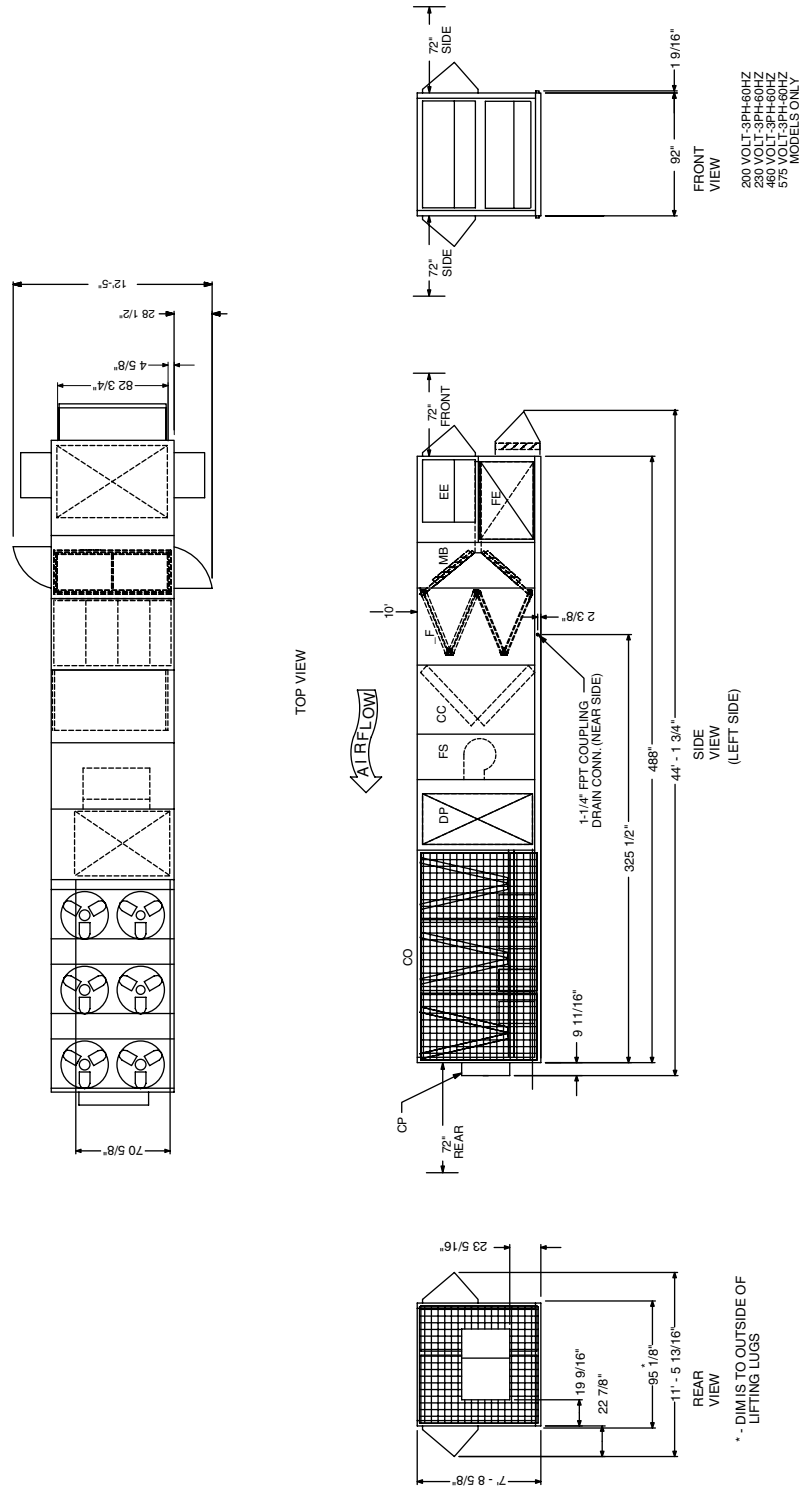 12'-5"
28 1/2"
4 5/8"
82 3/4"
70 5/8"
TOP VIEW
AIRFLOW
72"
SIDE
72"
SIDE
92"
1 9/16"
FRONT
VIEW
200 VOLT-3PH-60HZ
230 VOLT-3PH-60HZ
460 VOLT-3PH-60HZ
575 VOLT-3PH-60HZ
MODELS ONLY
72"
FRONT
10'
EE
FE
MB
_F_
CC
FS
DP
CO
CP
72"
REAR
2 3/8"
1-1/4" FPT COUPLING
DRAIN CONN.(NEAR SIDE)
9 11/16"
325 1/2"
488"
44' - 1 3/4"
SIDE
VIEW
(LEFT SIDE)
23 5/16"
7' - 8 5/8"
19 9/16"
22 7/8"
95 1/8"
*
11' - 5 13/16"
REAR
VIEW
* - DIM IS TO OUTSIDE OF
LIFTING LUGS